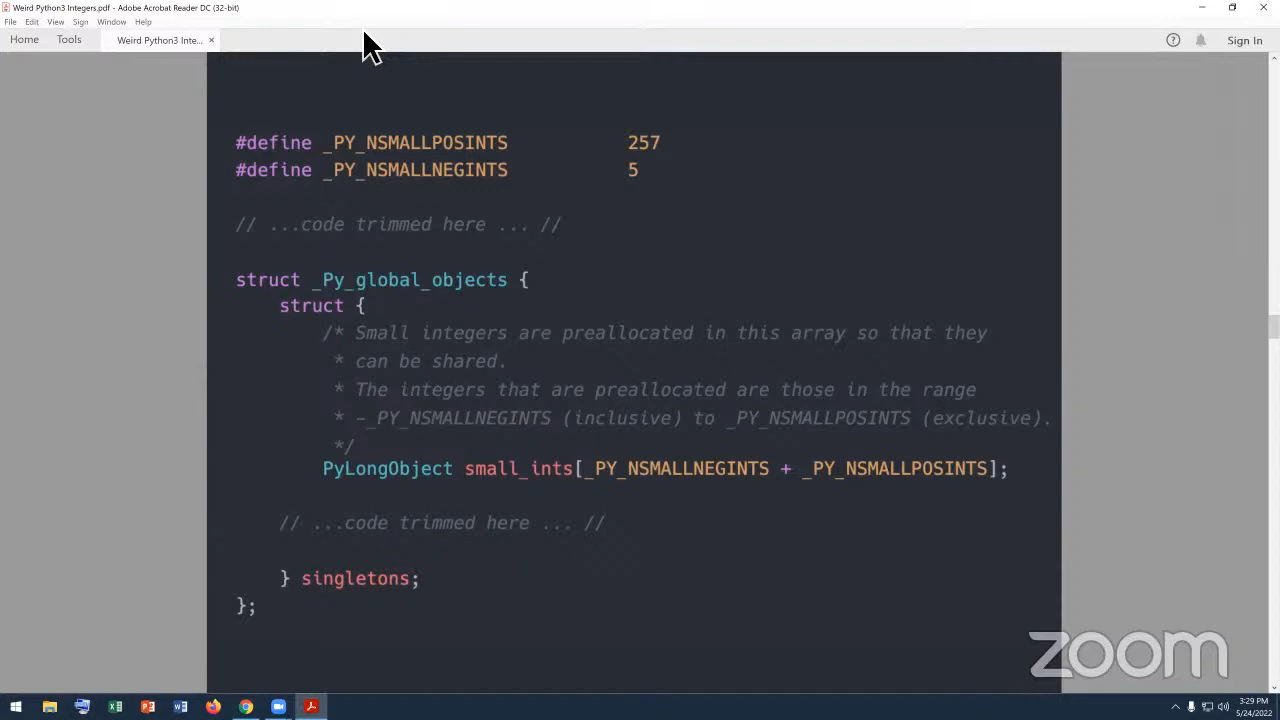 Weird Python3 Integers.pdf - Adobe Acrobat Reader DC (32-bit)
File Edit View Sign Window Help
Home Tools Weird Python3 Inte... × Sign In
#define _PY_NSMALLPOSINTS 257
#define _PY_NSMALLNEGINTS 5
// ...code trimmed here ... //
struct _Py_global_objects {
struct {
/* Small integers are preallocated in this array so that they
* can be shared.
* The integers that are preallocated are those in the range
* -_PY_NSMALLNEGINTS (inclusive) to _PY_NSMALLPOSINTS (exclusive).
*/
PyLongObject small_ints[_PY_NSMALLNEGINTS + _PY_NSMALLPOSINTS];
// ...code trimmed here ... //
} singletons;
};
zoom
3:29 PM
5/24/2022